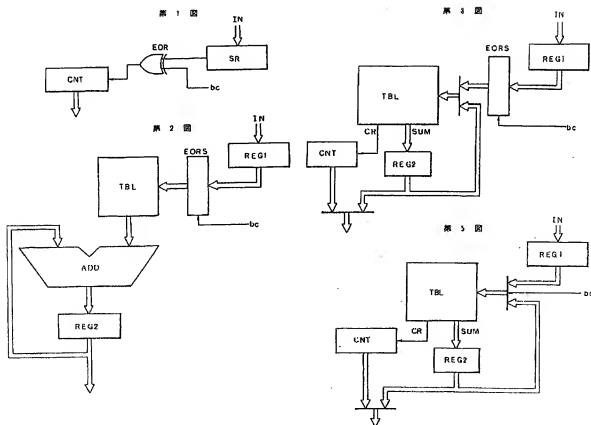 第 1 図
IN
EOR
SR
CNT
bc
第 2 図
IN
EORS
REG1
TBL
bc
ADD
REG2
第 3 図
IN
EORS
REG1
TBL
CR
SUM
CNT
REG2
bc
第 5 図
IN
REG1
TBL
bc
CR
SUM
CNT
REG2